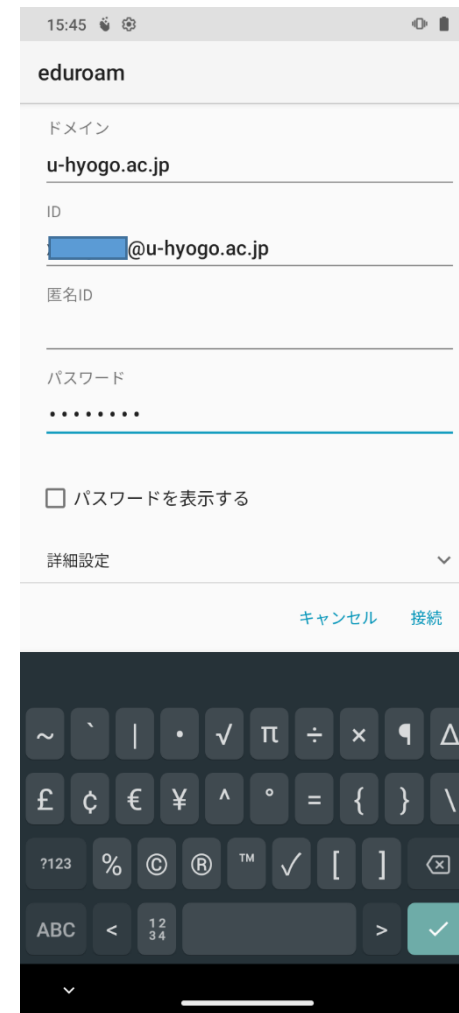 15:45
eduroam
ドメイン
u-hyogo.ac.jp
ID
@u-hyogo.ac.jp
匿名ID
パスワード
••••••••
パスワードを表示する
詳細設定
キャンセル 接続
~ ` | • √ π ÷ × ¶ Δ
£ ¢ € ¥ ^ ° = { } \
?123 % © ® ™ ✓ [ ]
ABC < 12 >
34